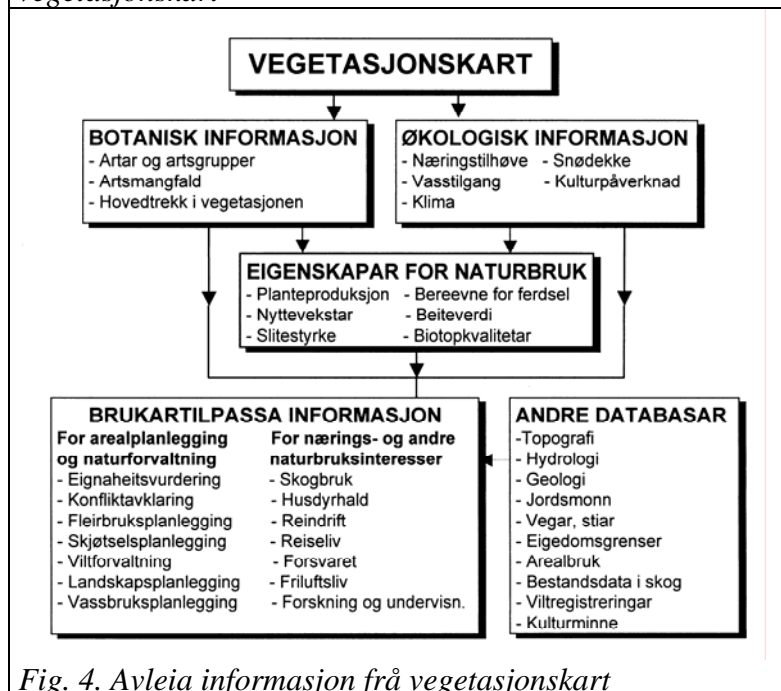 vegetasjonskart
VEGETASJONSKART
BOTANISK INFORMASJON
- Artar og artsgrupper
- Artsmangfald
- Hovedtrekk i vegetasjonen
ØKOLOGISK INFORMASJON
- Næringstilhøve - Snødekke
- Vasstilgang - Kulturpåverknad
- Klima
EIGENSKAPAR FOR NATURBRUK
- Planteproduksjon - Bereevne for ferdsel
- Nyttevekstar - Beiteverdi
- Slitestyrke - Biotopkvalitetar
BRUKARTILPASSA INFORMASJON
For arealplanlegging
og naturforvaltning
- Eignaheitsvurdering
- Konfliktavklaring
- Fleirbruksplanlegging
- Skjøtselsplanlegging
- Viltforvaltning
- Landskapsplanlegging
- Vassbruksplanlegging
For nærings- og andre
naturbruksinteresser
- Skogbruk
- Husdyrhald
- Reindrift
- Reiseliv
- Forsvaret
- Friluftsliv
- Forskning og undervisn.
ANDRE DATABASAR
-Topografi
- Hydrologi
- Geologi
- Jordsmonn
- Vegar, stiar
- Eigedomsgrenser
- Arealbruk
- Bestandsdata i skog
- Viltregistreringar
- Kulturminne
Fig. 4. Avleia informasjon frå vegetasjonskart